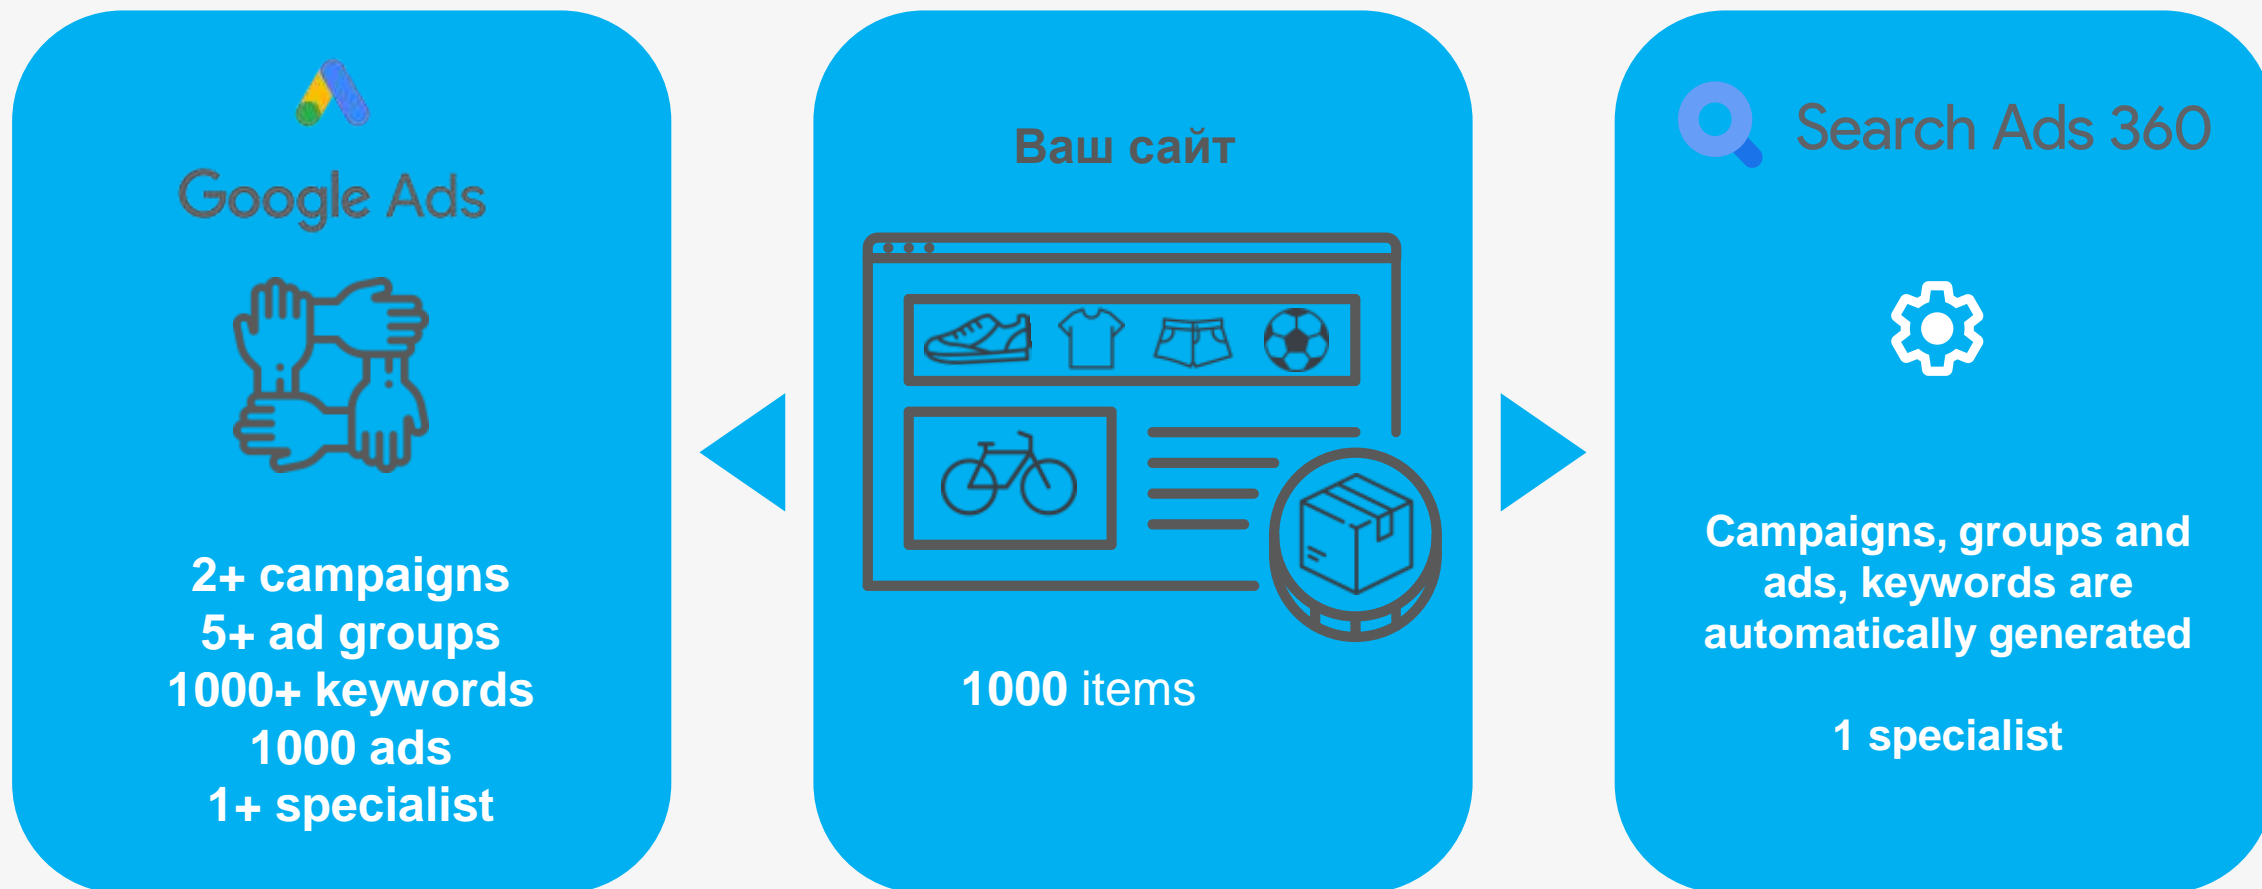 Google Ads
2+ campaigns
5+ ad groups
1000+ keywords
1000 ads
1+ specialist
Ваш сайт
1000 items
Search Ads 360
Campaigns, groups and
ads, keywords are
automatically generated
1 specialist